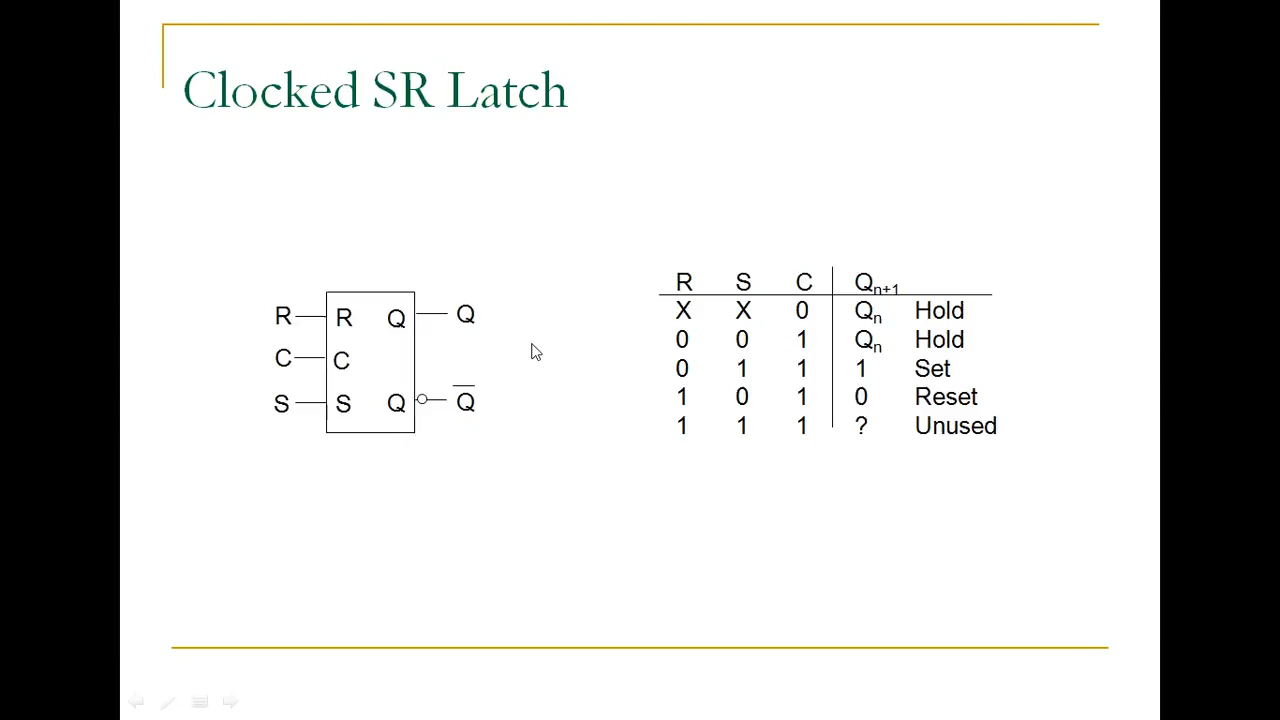 Clocked SR Latch
R R Q Q
C C
S S Q Q̅
R S C Qn+1
X X 0 Qn Hold
0 0 1 Qn Hold
0 1 1 1 Set
1 0 1 0 Reset
1 1 1 ? Unused